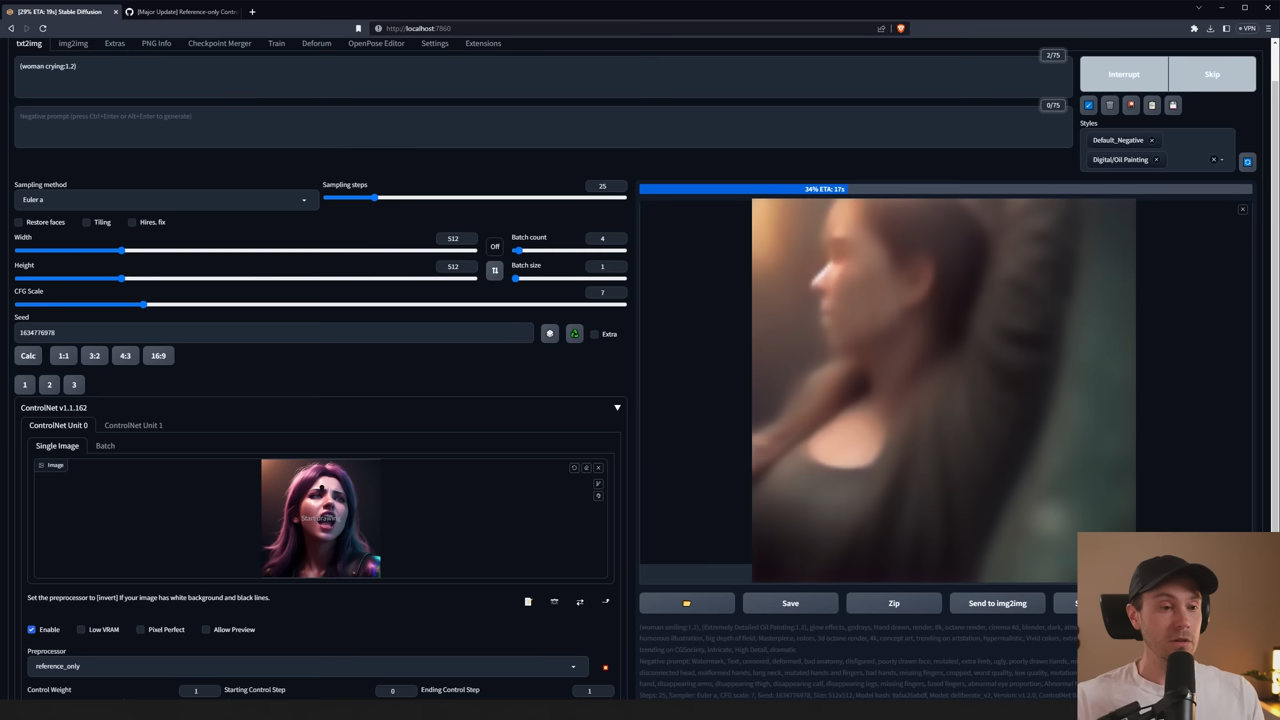 [29% ETA: 19s] Stable Diffusion
[Major Update] Reference-only Contr
http://localhost:7860
VPN
txt2img
img2img
Extras
PNG Info
Checkpoint Merger
Train
Deforum
OpenPose Editor
Settings
Extensions
(woman crying:1,2)
2/75
Interrupt
Skip
Negative prompt (press Ctrl+Enter or Alt+Enter to generate)
0/75
Styles
Default_Negative
Digital/Oil Painting
Sampling method
Sampling steps
25
Euler a
34% ETA: 17s
Restore faces
Tiling
Hires. fix
Width
512
Off
Batch count
4
Height
512
Batch size
1
CFG Scale
7
Seed
1634776978
Extra
Calc
1:1
3:2
4:3
16:9
1
2
3
ControlNet v1.1.162
ControlNet Unit 0
ControlNet Unit 1
Single Image
Batch
Image
Start drawing
Set the preprocessor to [invert] If your image has white background and black lines.
Save
Zip
Send to img2img
Enable
Low VRAM
Pixel Perfect
Allow Preview
Preprocessor
reference_only
Control Weight
1
Starting Control Step
0
Ending Control Step
1